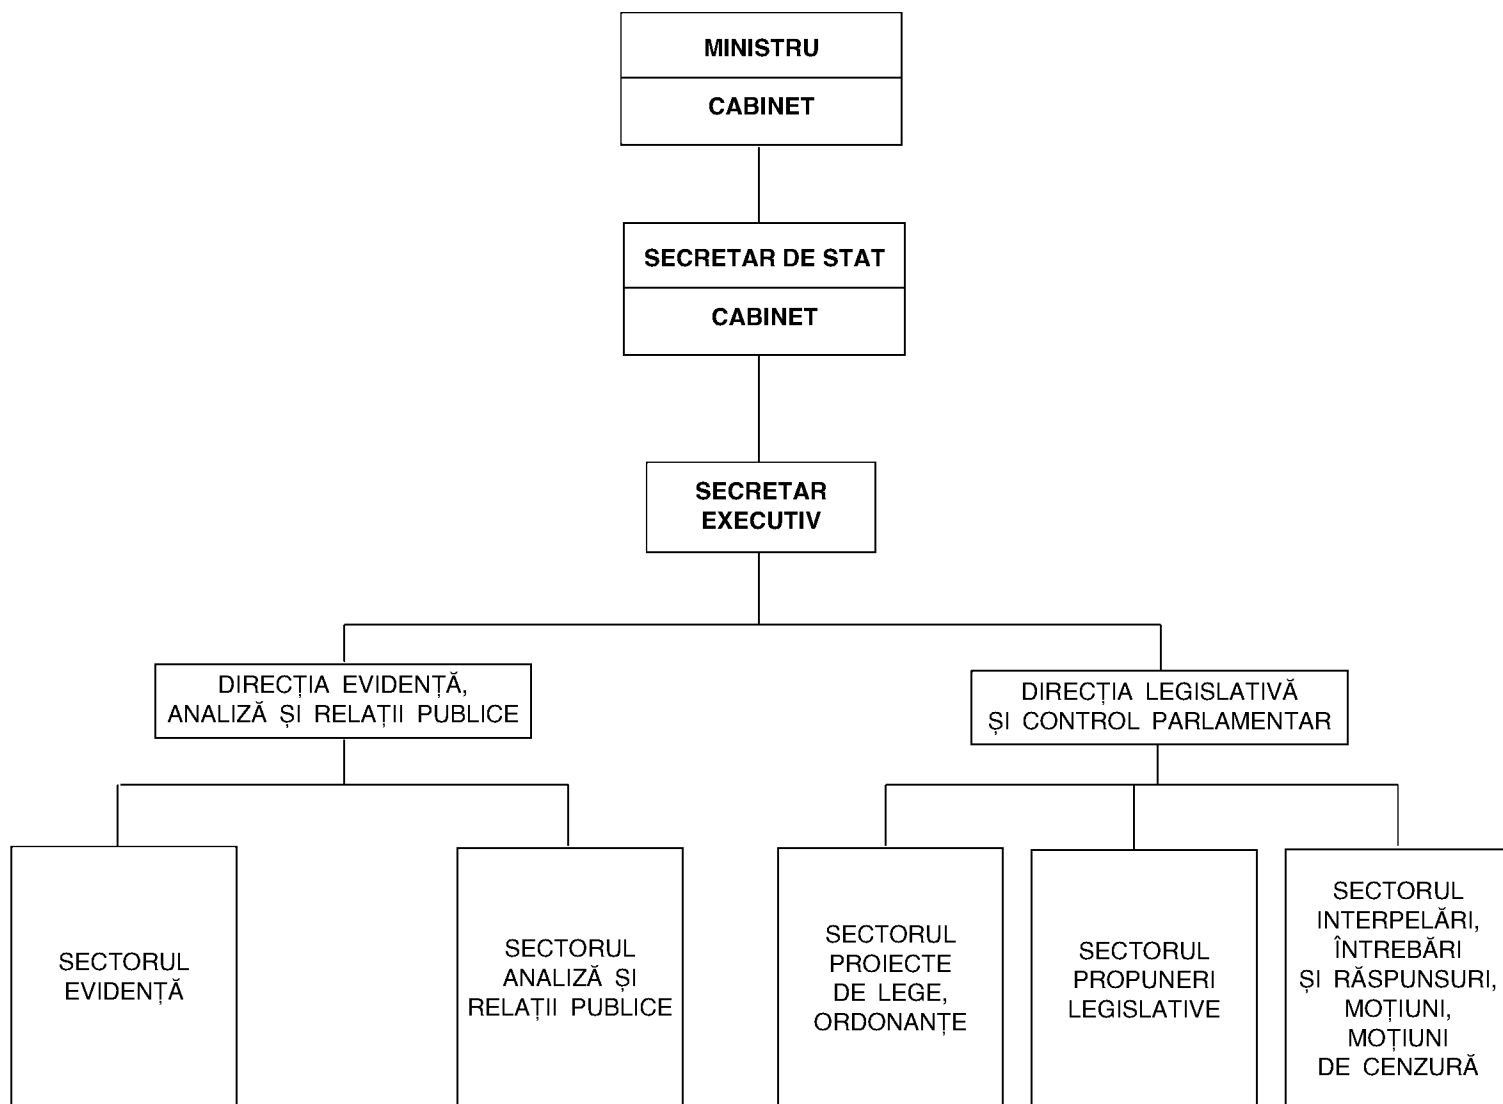 MINISTRU
CABINET
SECRETAR DE STAT
CABINET
SECRETAR
EXECUTIV
DIRECȚIA EVIDENȚĂ,
ANALIZĂ ȘI RELAȚII PUBLICE
DIRECȚIA LEGISLATIVĂ
ȘI CONTROL PARLAMENTAR
SECTORUL
EVIDENȚĂ
SECTORUL
ANALIZĂ ȘI
RELAȚII PUBLICE
SECTORUL
PROIECTE
DE LEGE,
ORDONANȚE
SECTORUL
PROPUNERI
LEGISLATIVE
SECTORUL
INTERPELĂRI,
ÎNTREBĂRI
ȘI RĂSPUNSURI,
MOȚIUNI,
MOȚIUNI
DE CENZURĂ